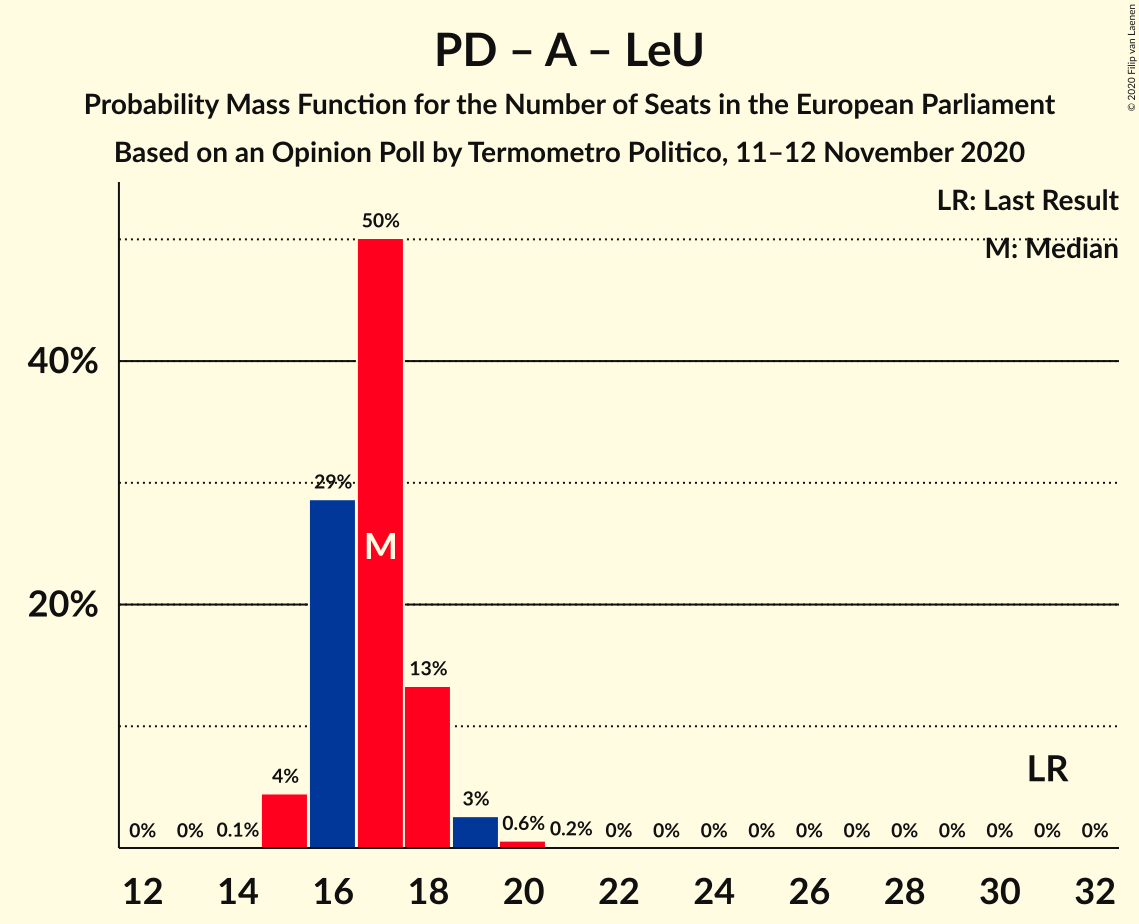 PD – A – LeU
Probability Mass Function for the Number of Seats in the European Parliament
Based on an Opinion Poll by Termometro Politico, 11–12 November 2020
© 2020 Filip van Laenen
LR: Last Result
M: Median
50%
40%
29%
M
20%
13%
LR
4%
3%
0% 0% 0.1% 0.6% 0.2% 0% 0% 0% 0% 0% 0% 0% 0% 0% 0% 0%
12 14 16 18 20 22 24 26 28 30 32